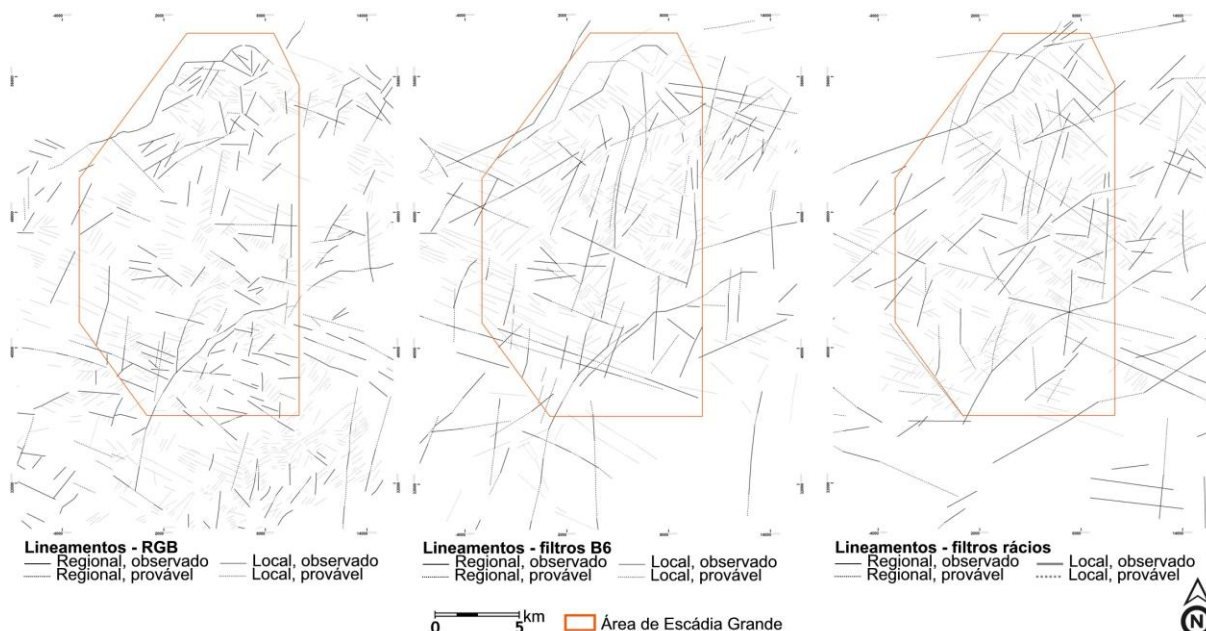 Lineamentos - RGB
Regional, observado
Local, observado
Regional, provável
Local, provável
Lineamentos - filtros B6
Regional, observado
Local, observado
Regional, provável
Local, provável
Lineamentos - filtros rácios
Regional, observado
Local, observado
Regional, provável
Local, provável
0 5 km
Área de Escádia Grande
N